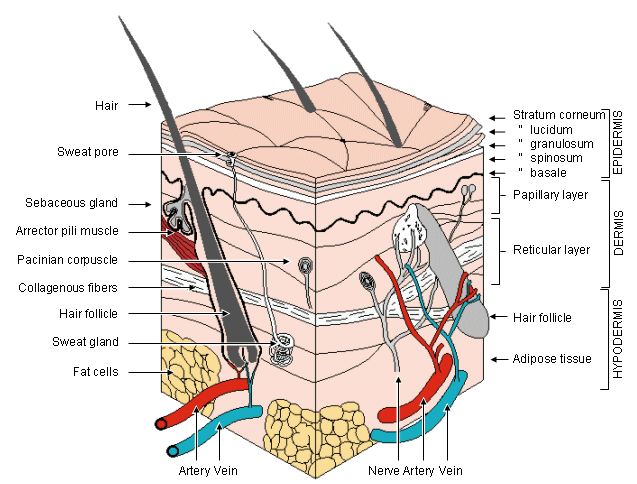 Hair
Sweat pore
Sebaceous gland
Arrector pili muscle
Pacinian corpuscle
Collagenous fibers
Hair follicle
Sweat gland
Fat cells
Artery Vein
Nerve Artery Vein
Stratum corneum
" lucidum
" granulosum
" spinosum
" basale
Papillary layer
Reticular layer
Hair follicle
Adipose tissue
EPIDERMIS
DERMIS
HYPODERMIS